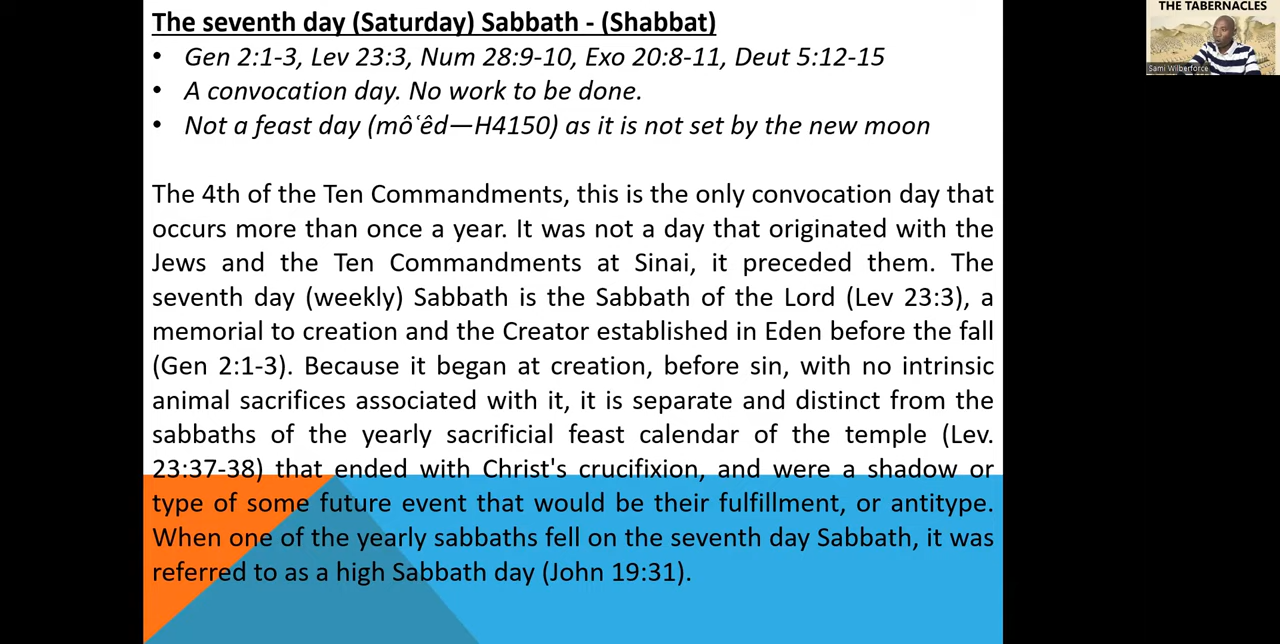 The seventh day (Saturday) Sabbath - (Shabbat)
• Gen 2:1-3, Lev 23:3, Num 28:9-10, Exo 20:8-11, Deut 5:12-15
• A convocation day. No work to be done.
• Not a feast day (môʿêd—H4150) as it is not set by the new moon
The 4th of the Ten Commandments, this is the only convocation day that
occurs more than once a year. It was not a day that originated with the
Jews and the Ten Commandments at Sinai, it preceded them. The
seventh day (weekly) Sabbath is the Sabbath of the Lord (Lev 23:3), a
memorial to creation and the Creator established in Eden before the fall
(Gen 2:1-3). Because it began at creation, before sin, with no intrinsic
animal sacrifices associated with it, it is separate and distinct from the
sabbaths of the yearly sacrificial feast calendar of the temple (Lev.
23:37-38) that ended with Christ's crucifixion, and were a shadow or
type of some future event that would be their fulfillment, or antitype.
When one of the yearly sabbaths fell on the seventh day Sabbath, it was
referred to as a high Sabbath day (John 19:31).
THE TABERNACLES
Sami Wilberforce